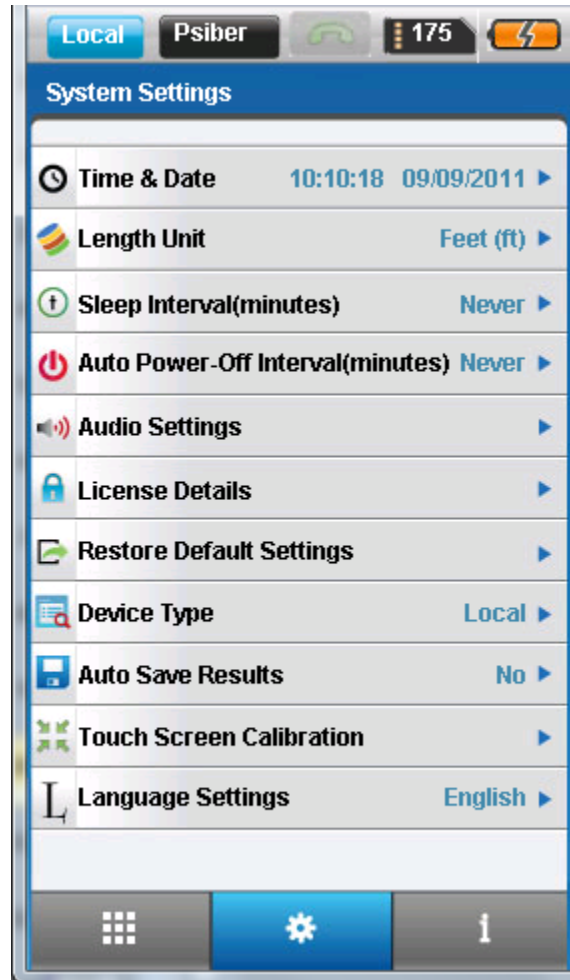 Local Psiber 175
System Settings
Time & Date 10:10:18 09/09/2011
Length Unit Feet (ft)
Sleep Interval(minutes) Never
Auto Power-Off Interval(minutes) Never
Audio Settings
License Details
Restore Default Settings
Device Type Local
Auto Save Results No
Touch Screen Calibration
L Language Settings English
i